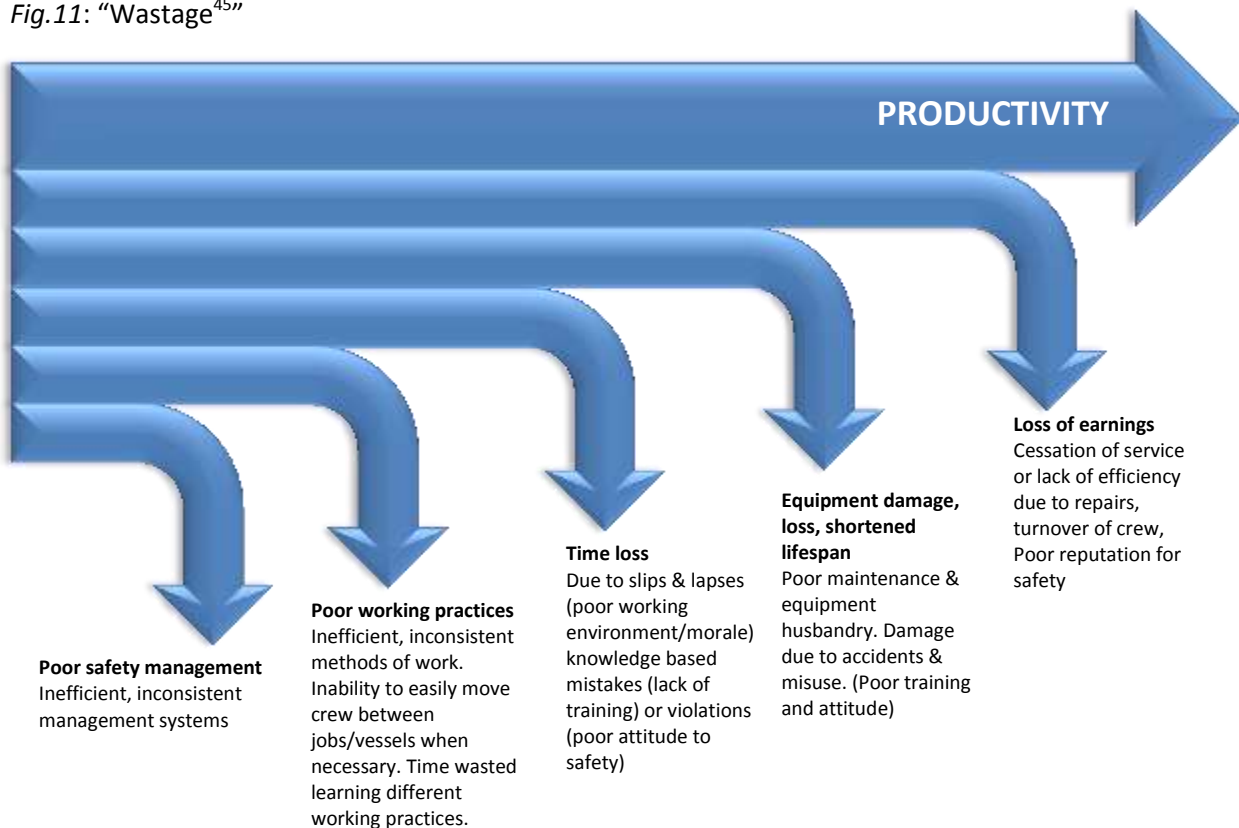 Fig.11: “Wastage45”
PRODUCTIVITY
Poor safety management
Inefficient, inconsistent
management systems
Poor working practices
Inefficient, inconsistent
methods of work.
Inability to easily move
crew between
jobs/vessels when
necessary. Time wasted
learning different
working practices.
Time loss
Due to slips & lapses
(poor working
environment/morale)
knowledge based
mistakes (lack of
training) or violations
(poor attitude to
safety)
Equipment damage,
loss, shortened
lifespan
Poor maintenance &
equipment
husbandry. Damage
due to accidents &
misuse. (Poor training
and attitude)
Loss of earnings
Cessation of service
or lack of efficiency
due to repairs,
turnover of crew,
Poor reputation for
safety